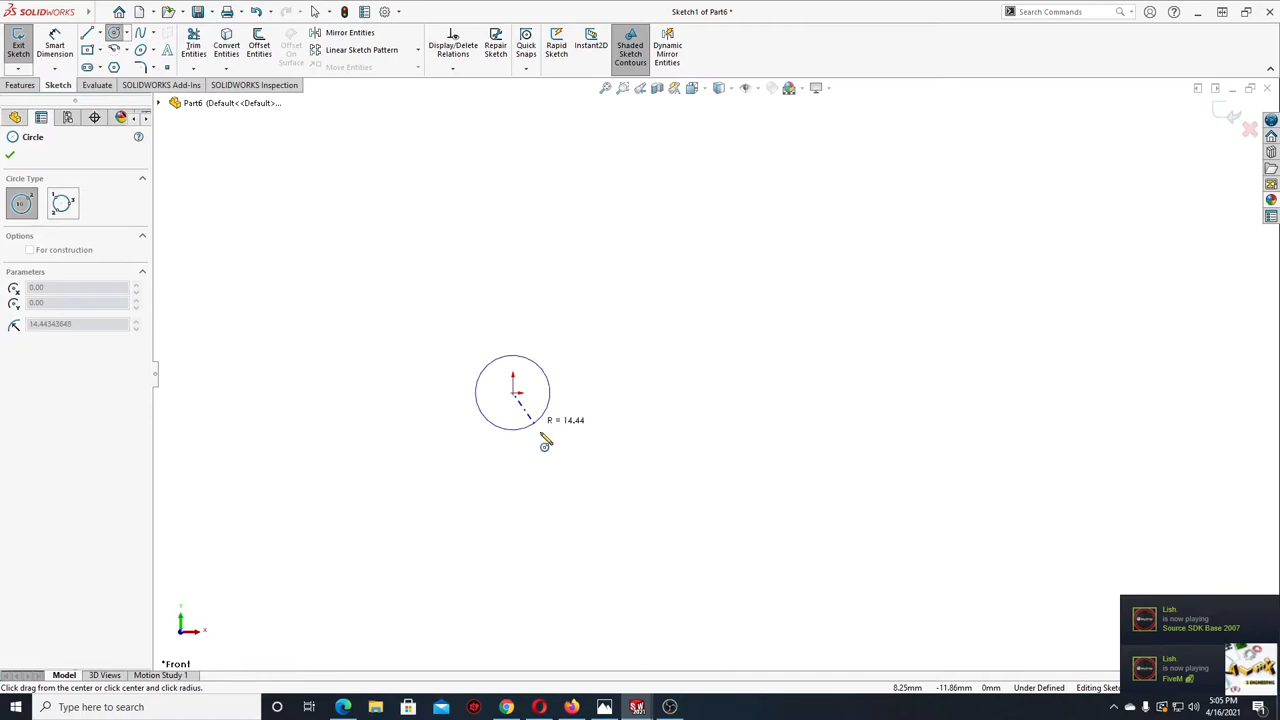 SOLIDWORKS
Sketch1 of Part6 *
Search Commands
Exit Sketch
Smart Dimension
Trim Entities
Convert Entities
Offset Entities
Offset On Surface
Mirror Entities
Linear Sketch Pattern
Move Entities
Display/Delete Relations
Repair Sketch
Quick Snaps
Rapid Sketch
Instant2D
Shaded Sketch Contours
Dynamic Mirror Entities
Features
Sketch
Evaluate
SOLIDWORKS Add-Ins
SOLIDWORKS Inspection
Part6 (Default<<Default>...
Circle
Circle Type
Options
For construction
Parameters
0.00
0.00
14.44343645
R = 14.44
Y
X
*Front
Lish.
is now playing
Source SDK Base 2007
Lish.
is now playing
FiveM
Model
3D Views
Motion Study 1
Click drag from the center or click center and click radius.
8.25mm
-11.86mm
0mm
Under Defined
Editing Sketc
Type here to search
5:05 PM
4/16/2021